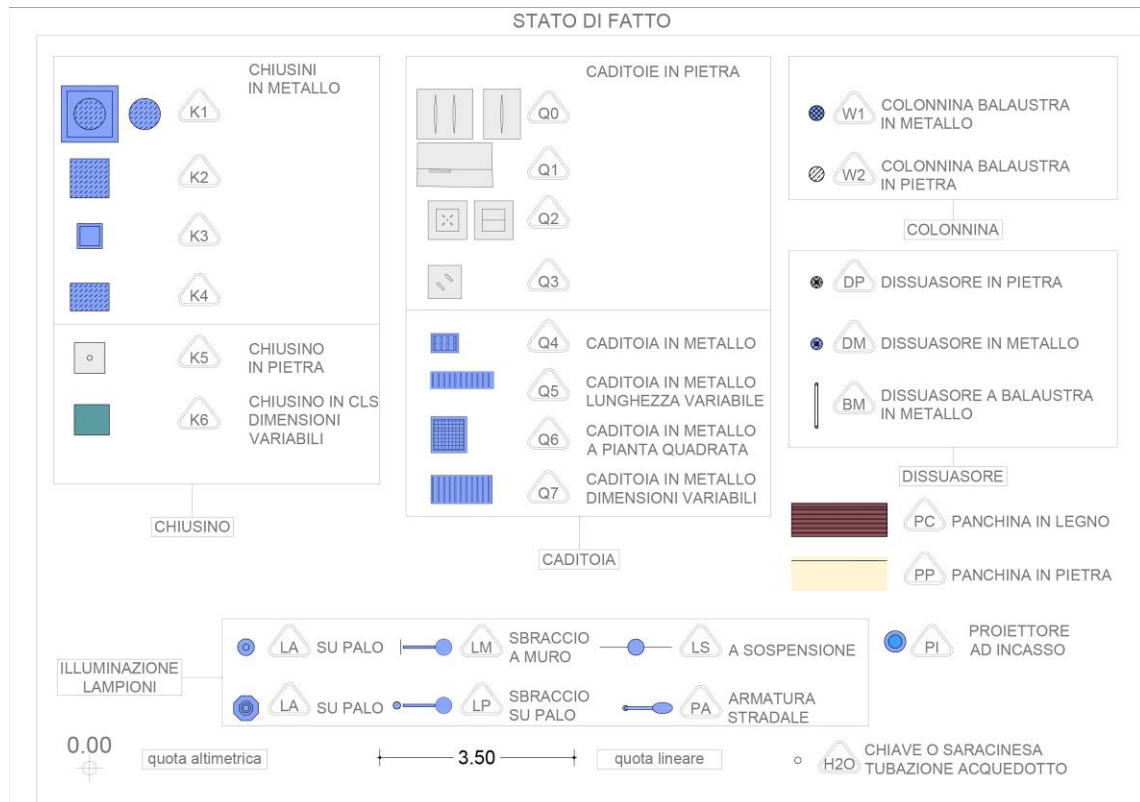 STATO DI FATTO
CHIUSINI
IN METALLO
K1
K2
K3
K4
K5
CHIUSINO
IN PIETRA
K6
CHIUSINO IN CLS
DIMENSIONI
VARIABILI
CHIUSINO
CADITOIE IN PIETRA
Q0
Q1
Q2
Q3
Q4
CADITOIA IN METALLO
Q5
CADITOIA IN METALLO
LUNGHEZZA VARIABILE
Q6
CADITOIA IN METALLO
A PIANTA QUADRATA
Q7
CADITOIA IN METALLO
DIMENSIONI VARIABILI
CADITOIA
W1
COLONNINA BALAUSTRA
IN METALLO
W2
COLONNINA BALAUSTRA
IN PIETRA
COLONNINA
DP
DISSUASORE IN PIETRA
DM
DISSUASORE IN METALLO
BM
DISSUASORE A BALAUSTRA
IN METALLO
DISSUASORE
PC
PANCHINA IN LEGNO
PP
PANCHINA IN PIETRA
ILLUMINAZIONE
LAMPIONI
LA
SU PALO
LM
SBRACCIO
A MURO
LS
A SOSPENSIONE
LA
SU PALO
LP
SBRACCIO
SU PALO
PA
ARMATURA
STRADALE
PI
PROIETTORE
AD INCASSO
0.00
quota altimetrica
3.50
quota lineare
H2O
CHIAVE O SARACINESA
TUBAZIONE ACQUEDOTTO